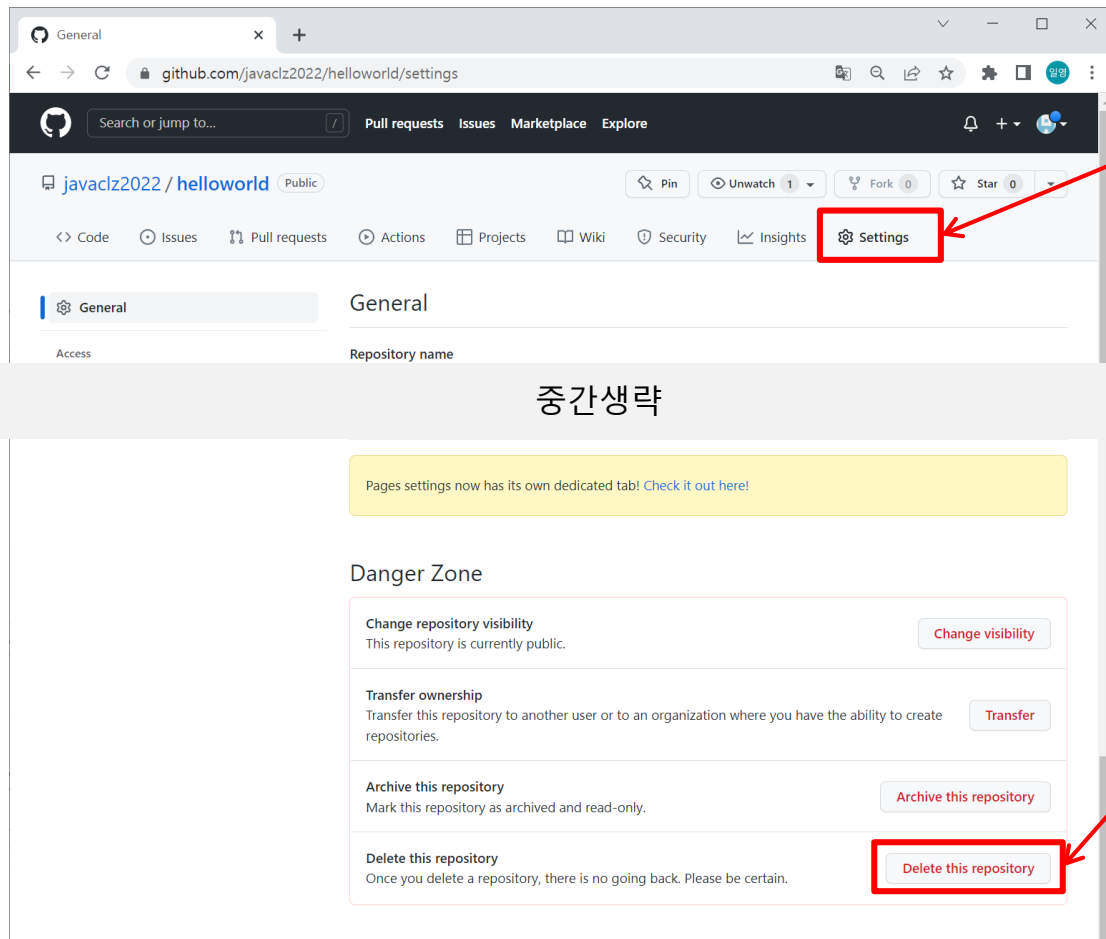 General
github.com/javaclz2022/helloworld/settings
일영
Search or jump to... / Pull requests Issues Marketplace Explore
javaclz2022 / helloworld Public Pin Unwatch 1 Fork 0 Star 0
Code Issues Pull requests Actions Projects Wiki Security Insights Settings
General
Access
General
Repository name
중간생략
Pages settings now has its own dedicated tab! Check it out here!
Danger Zone
Change repository visibility
This repository is currently public.
Change visibility
Transfer ownership
Transfer this repository to another user or to an organization where you have the ability to create
repositories.
Transfer
Archive this repository
Mark this repository as archived and read-only.
Archive this repository
Delete this repository
Once you delete a repository, there is no going back. Please be certain.
Delete this repository